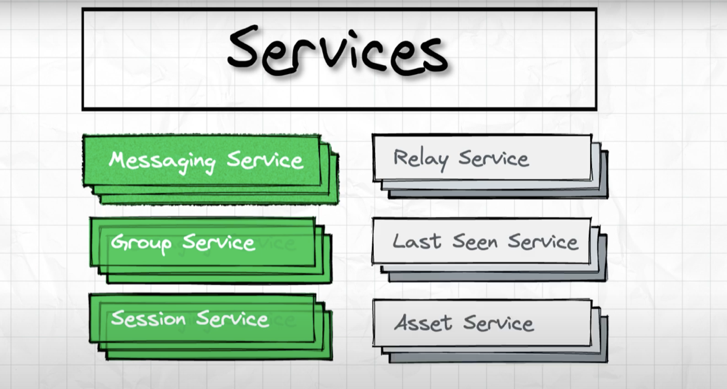 Services
Messaging Service
Relay Service
Group Service
Last Seen Service
Session Service
Asset Service